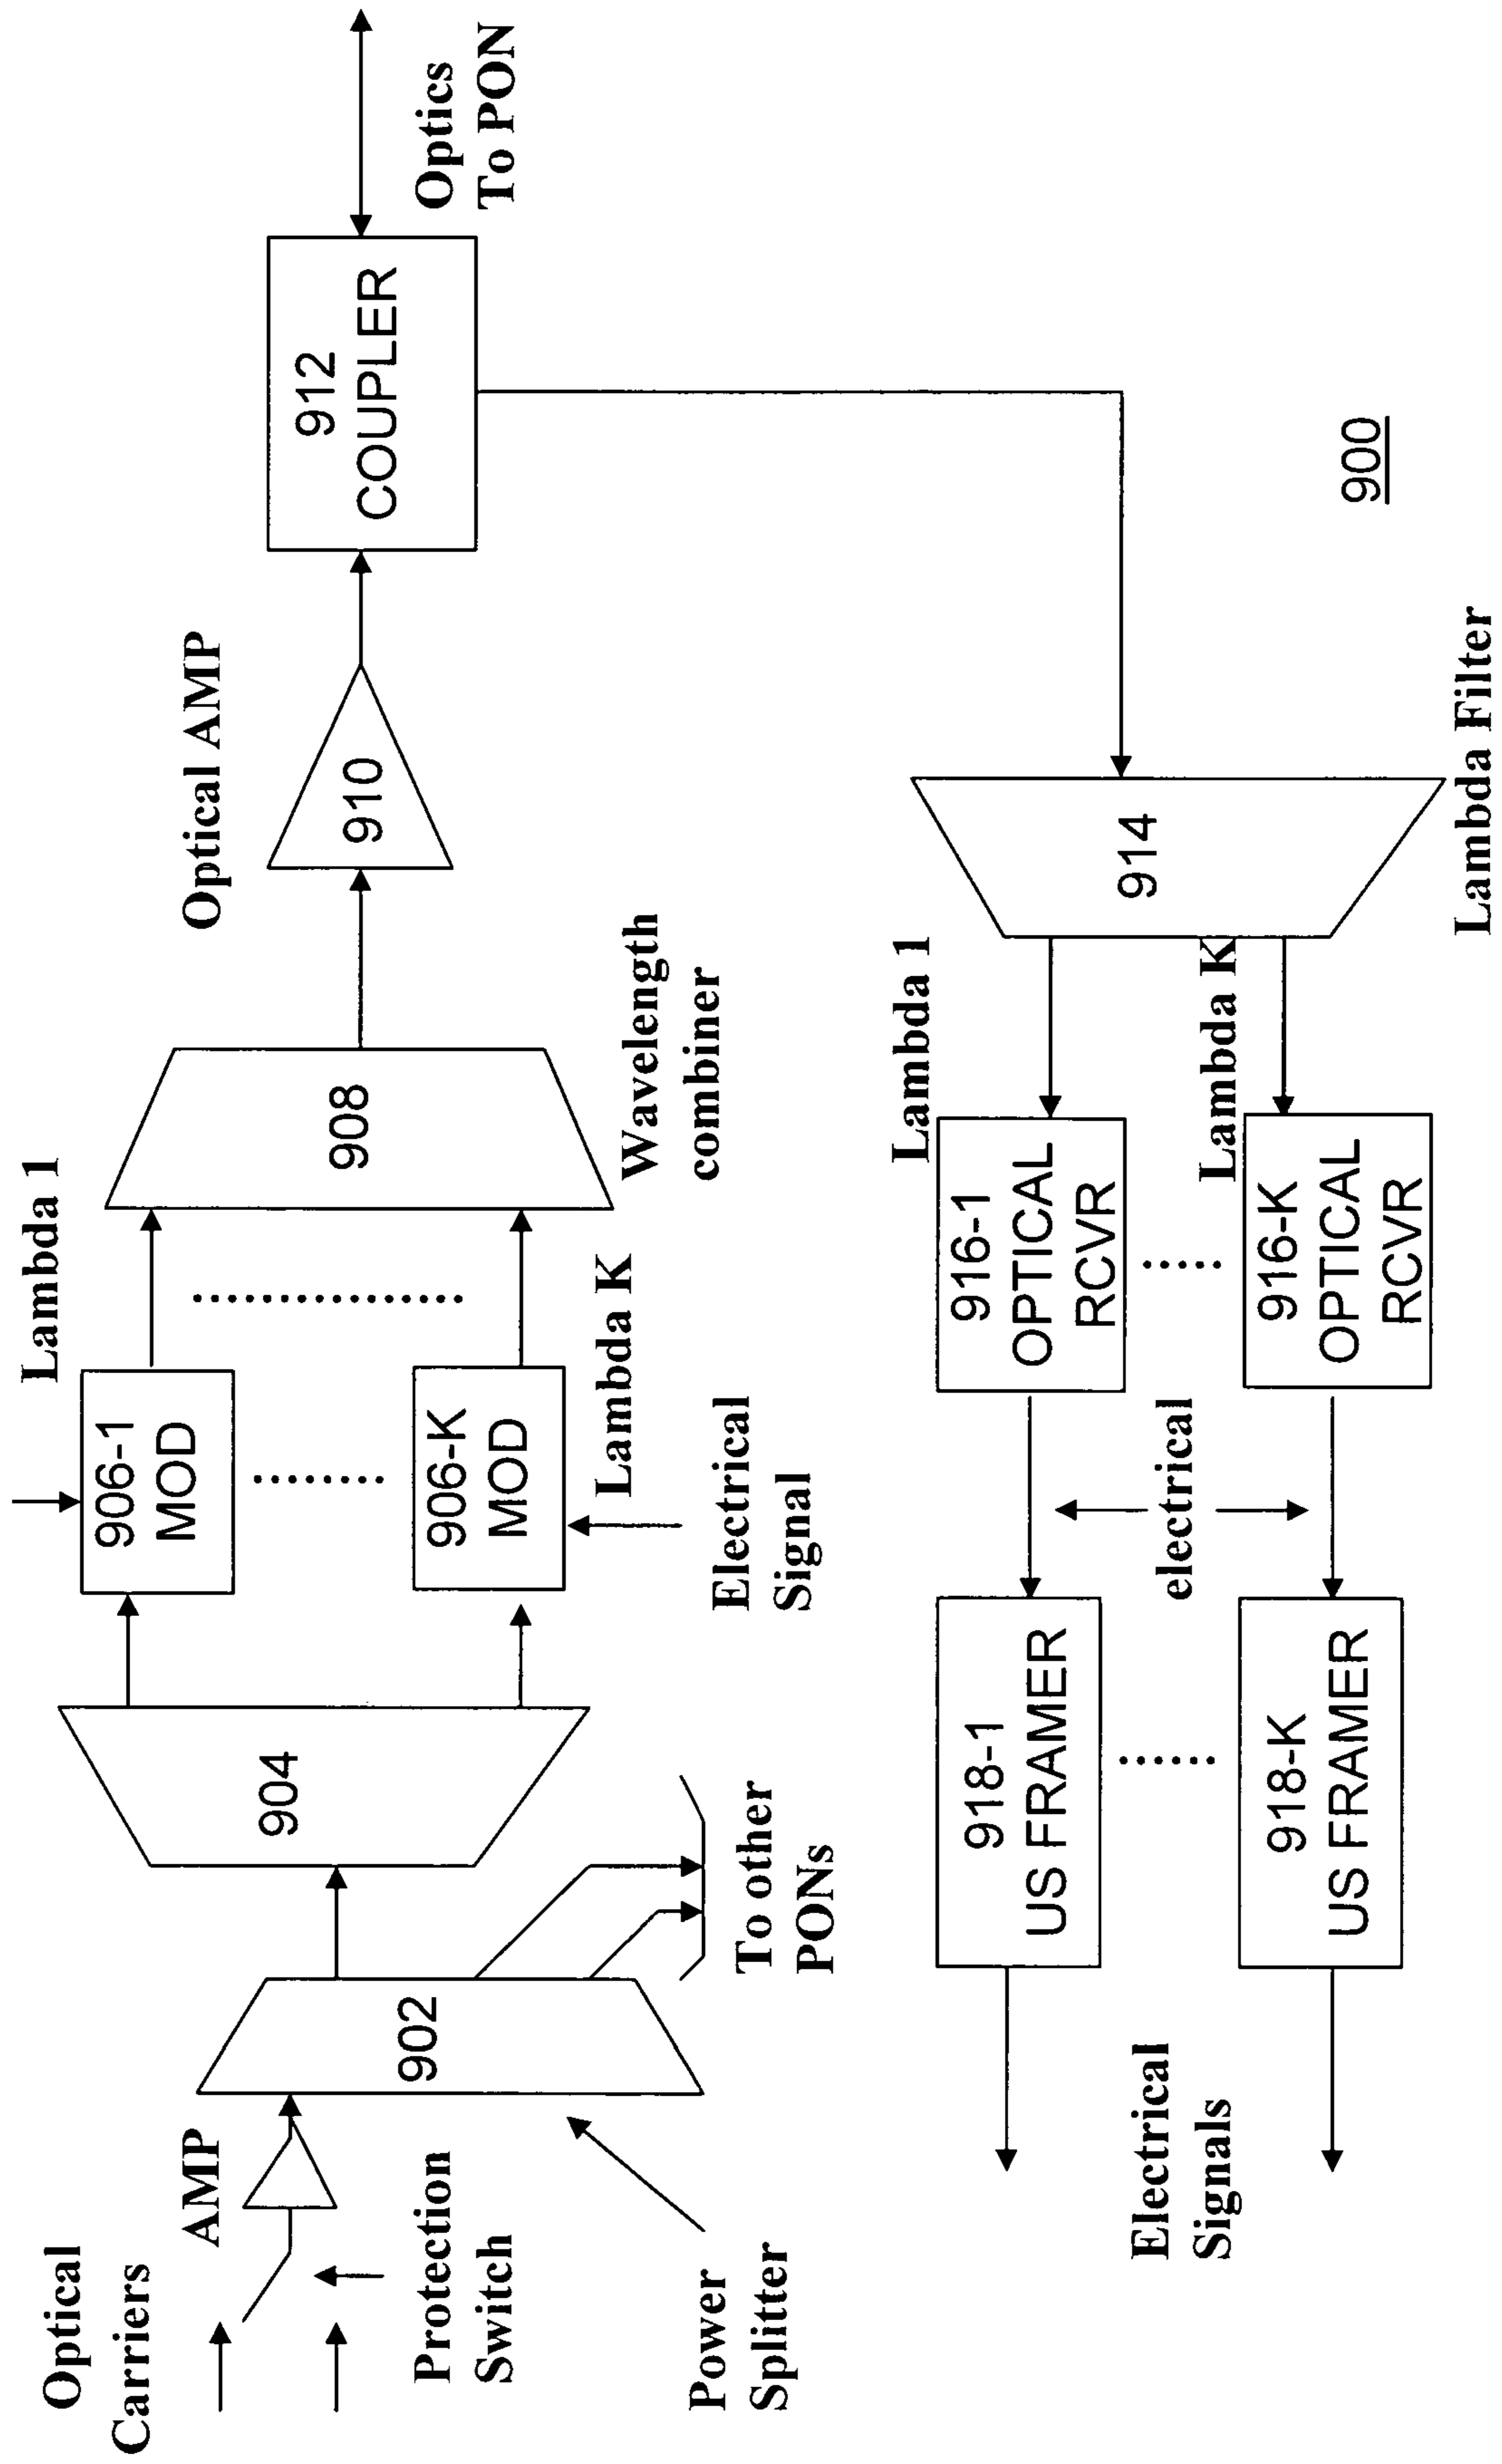 Optical
Carriers
AMP
Protection
Switch
Power
Splitter
902
To other
PONs
904
906-1
MOD
Lambda 1
906-K
MOD
Lambda K
Electrical
Signal
908
Wavelength
combiner
Optical AMP
910
912
COUPLER
Optics
To PON
914
Lambda Filter
Lambda 1
Lambda K
916-1
OPTICAL
RCVR
916-K
OPTICAL
RCVR
electrical
918-1
US FRAMER
918-K
US FRAMER
Electrical
Signals
900